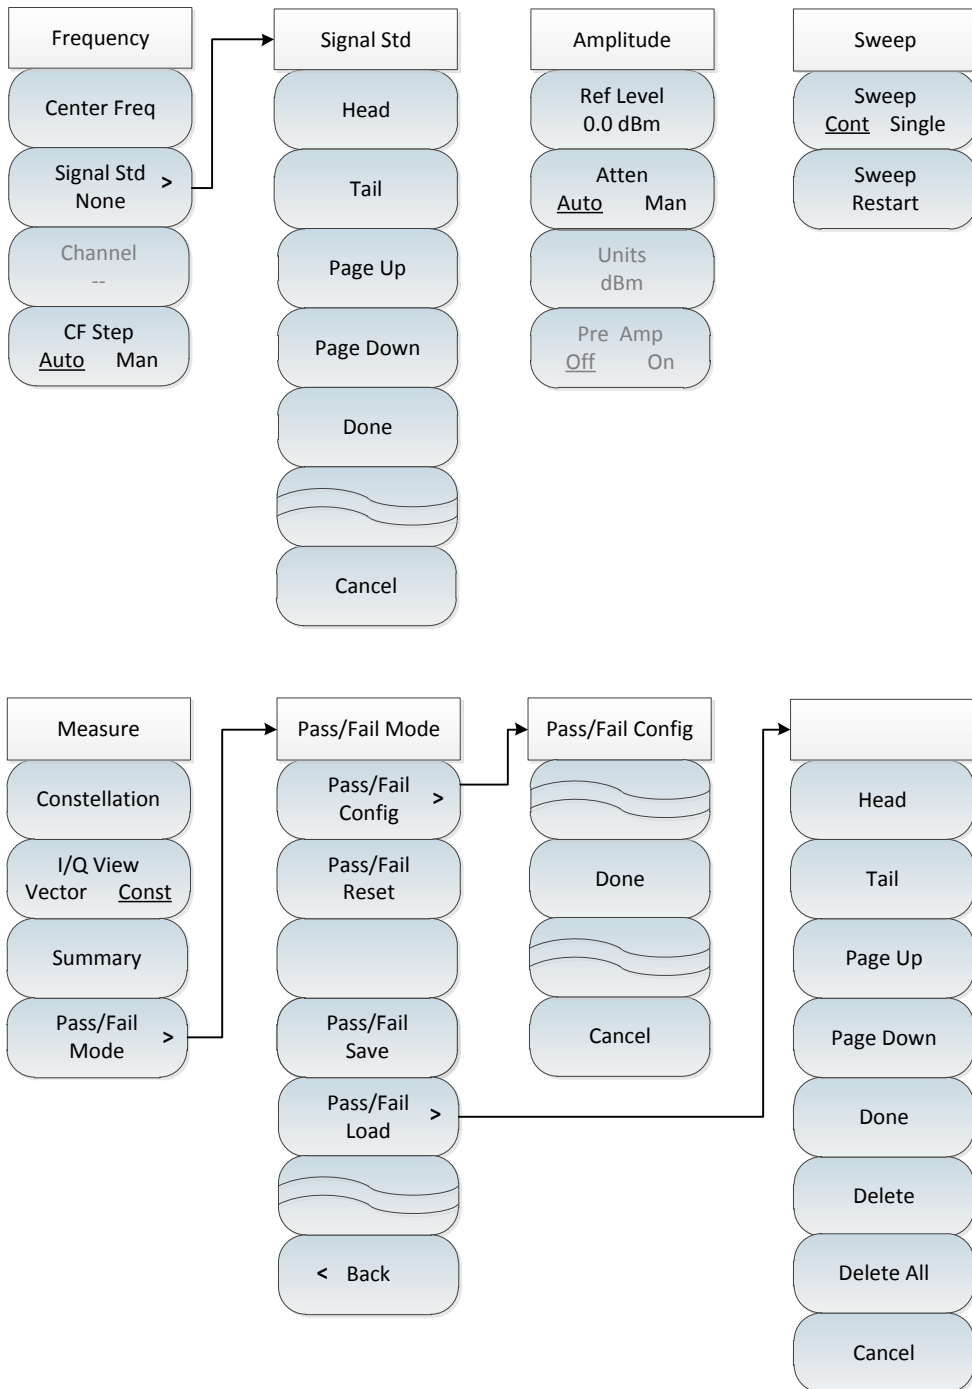 Frequency
Center Freq
Signal Std >
None
Channel
--
CF Step
Auto Man
Signal Std
Head
Tail
Page Up
Page Down
Done
Cancel
Amplitude
Ref Level
0.0 dBm
Atten
Auto Man
Units
dBm
Pre Amp
Off On
Sweep
Sweep
Cont Single
Sweep
Restart
Measure
Constellation
I/Q View
Vector Const
Summary
Pass/Fail
Mode >
Pass/Fail Mode
Pass/Fail
Config >
Pass/Fail
Reset
Pass/Fail
Save
Pass/Fail
Load >
< Back
Pass/Fail Config
Done
Cancel
Head
Tail
Page Up
Page Down
Done
Delete
Delete All
Cancel